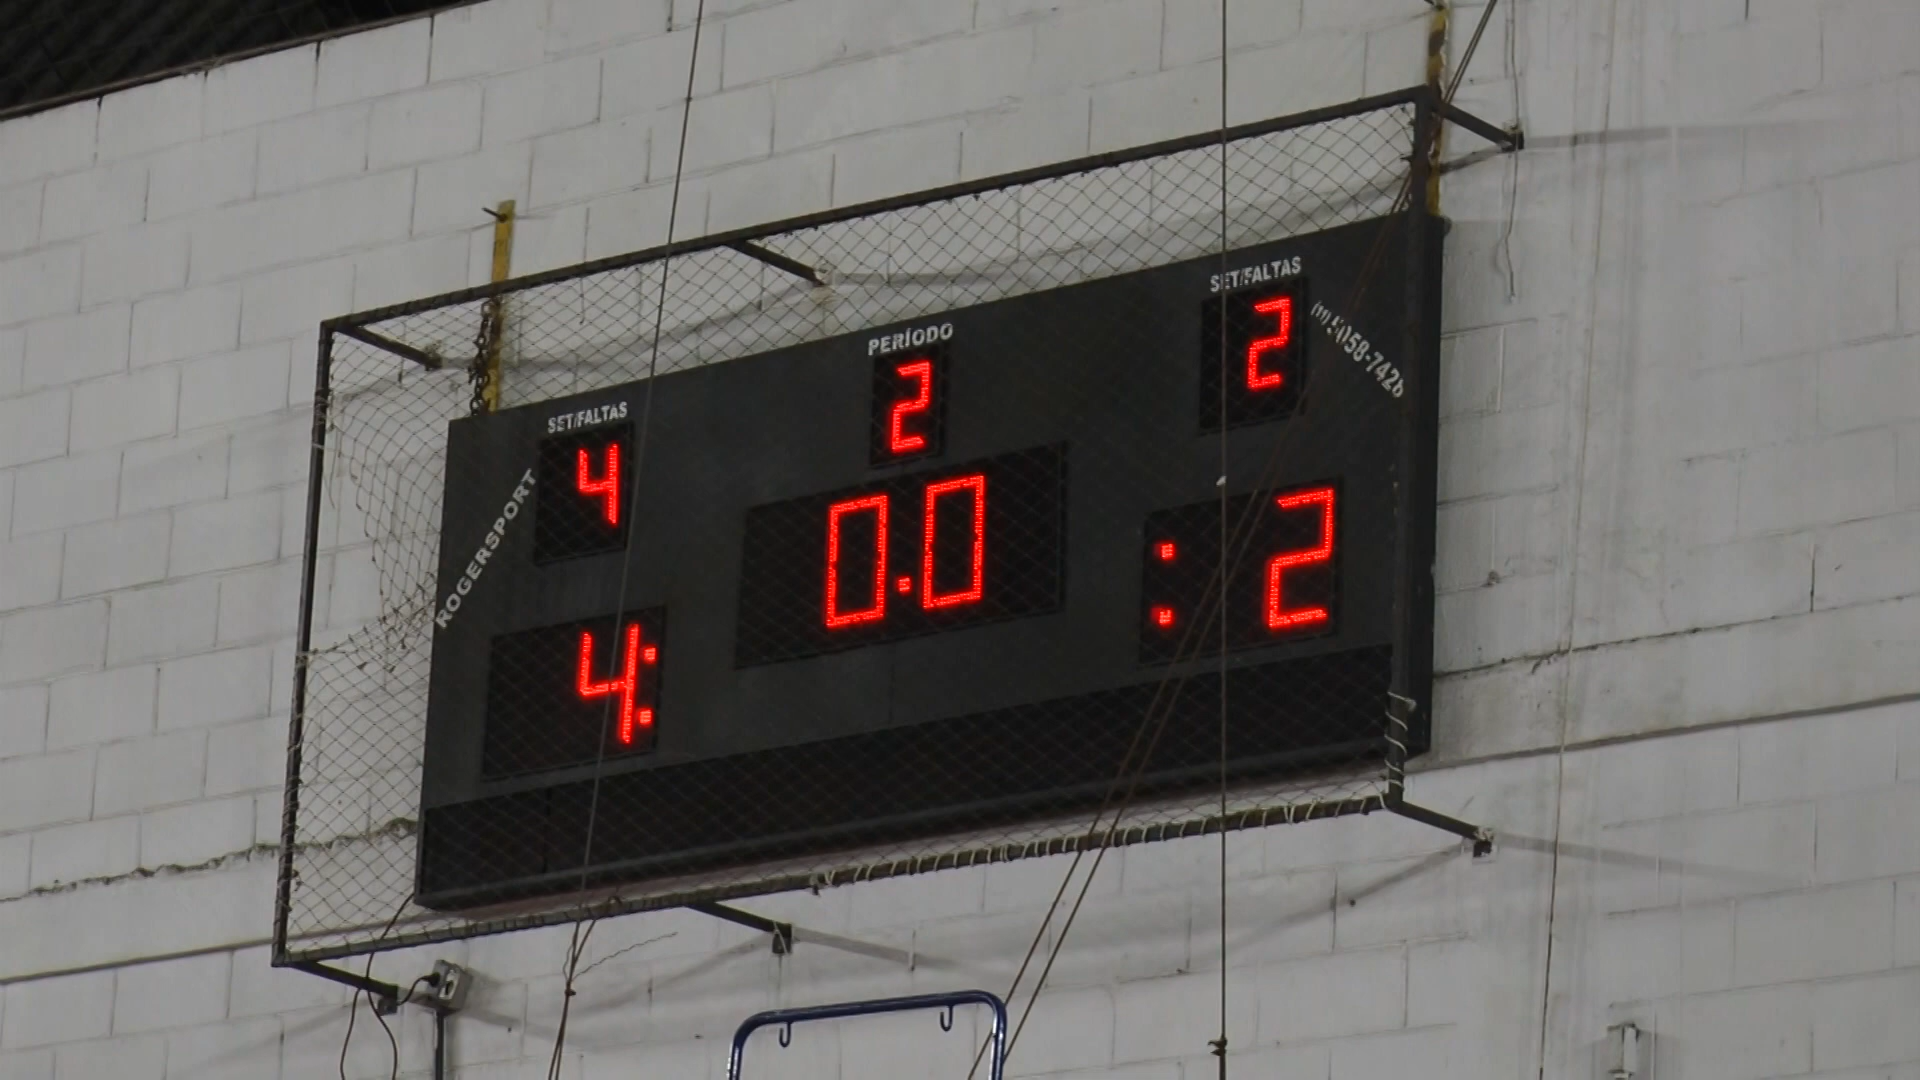 SET/FALTAS
PERÍODO
SET/FALTAS
4
2
2
ROGERSPORT
4:
0.0
: 2